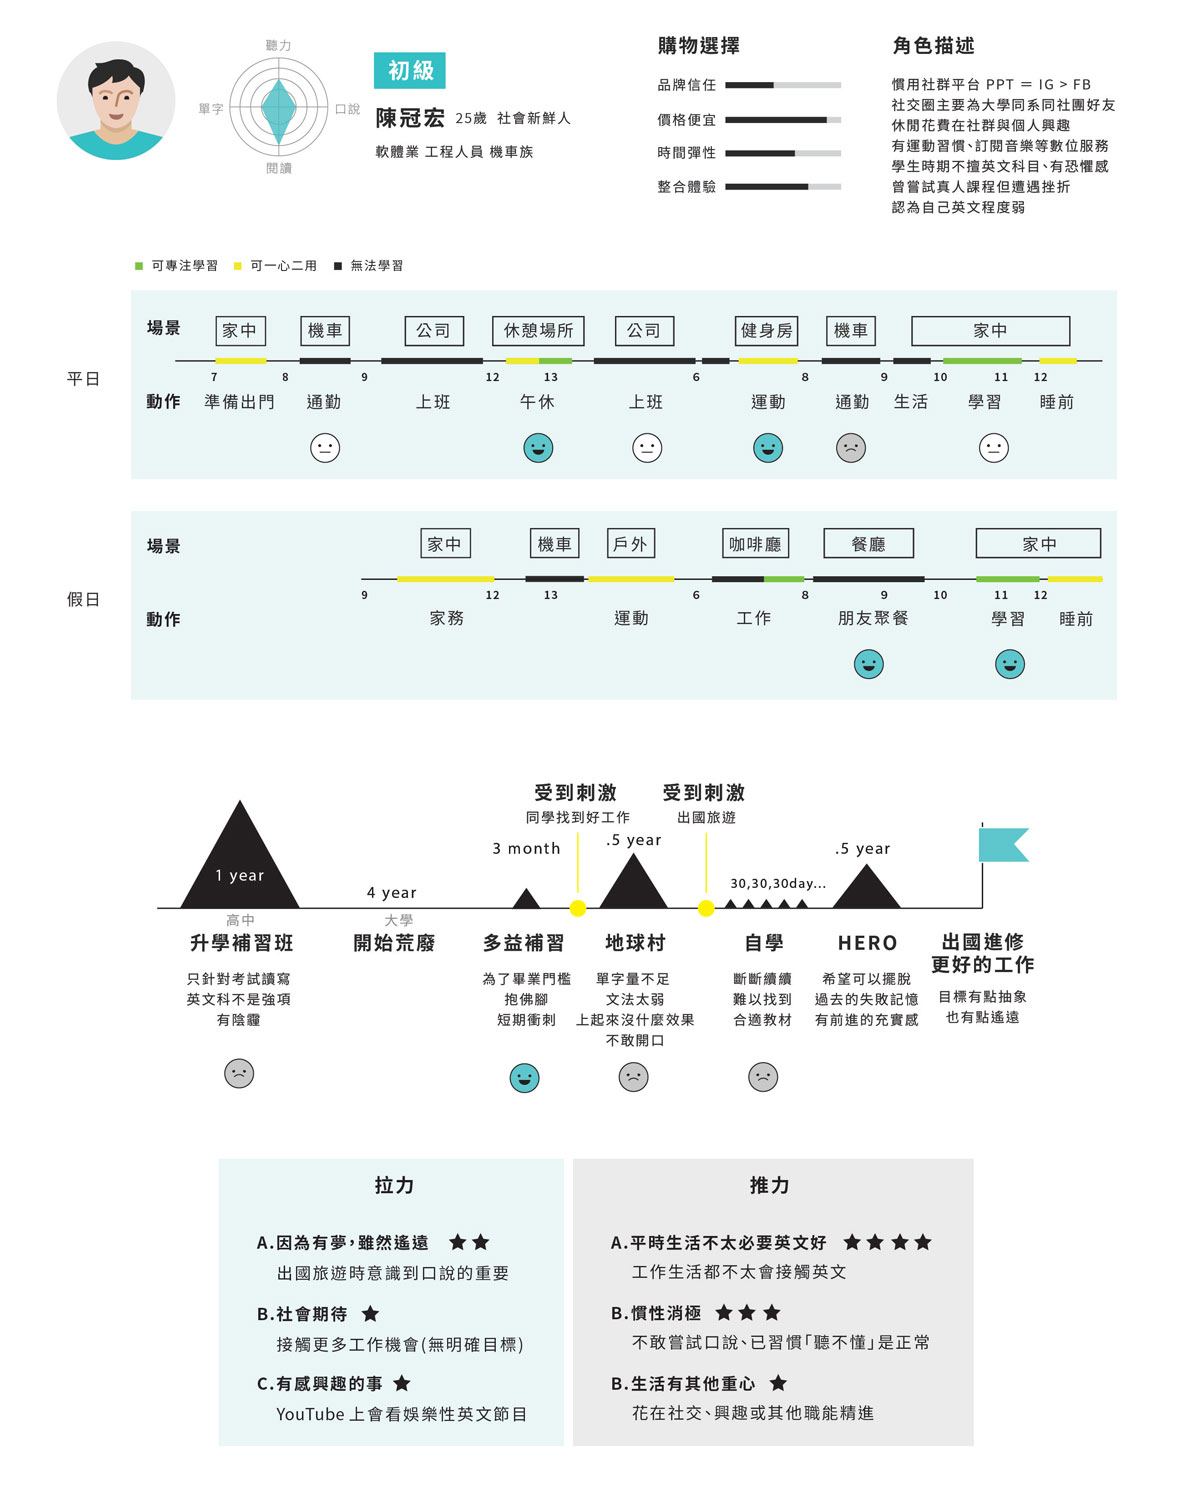 聽力
單字
口說
閱讀
初級
陳冠宏 25歲 社會新鮮人
軟體業 工程人員 機車族
購物選擇
品牌信任
價格便宜
時間彈性
整合體驗
角色描述
慣用社群平台 PPT = IG > FB
社交圈主要為大學同系同社團好友
休閒花費在社群與個人興趣
有運動習慣、訂閱音樂等數位服務
學生時期不擅英文科目、有恐懼感
曾嘗試真人課程但遭遇挫折
認為自己英文程度弱
可專注學習 可一心二用 無法學習
平日
場景 家中 機車 公司 休憩場所 公司 健身房 機車 家中
7 8 9 12 13 6 8 9 10 11 12
動作 準備出門 通勤 上班 午休 上班 運動 通勤 生活 學習 睡前
假日
場景 家中 機車 戶外 咖啡廳 餐廳 家中
9 12 13 6 8 9 10 11 12
動作 家務 運動 工作 朋友聚餐 學習 睡前
受到刺激
同學找到好工作
受到刺激
出國旅遊
1 year
4 year
3 month
.5 year
30,30,30day...
.5 year
高中
升學補習班
只針對考試讀寫
英文科不是強項
有陰霾
大學
開始荒廢
多益補習
為了畢業門檻
抱佛腳
短期衝刺
地球村
單字量不足
文法太弱
上起來沒什麼效果
不敢開口
自學
斷斷續續
難以找到
合適教材
HERO
希望可以擺脫
過去的失敗記憶
有前進的充實感
出國進修
更好的工作
目標有點抽象
也有點遙遠
拉力
A.因為有夢,雖然遙遠 ★★
出國旅遊時意識到口說的重要
B.社會期待 ★
接觸更多工作機會(無明確目標)
C.有感興趣的事 ★
YouTube 上會看娛樂性英文節目
推力
A.平時生活不太必要英文好 ★★★★
工作生活都不太會接觸英文
B.慣性消極 ★★★
不敢嘗試口說、已習慣「聽不懂」是正常
B.生活有其他重心 ★
花在社交、興趣或其他職能精進